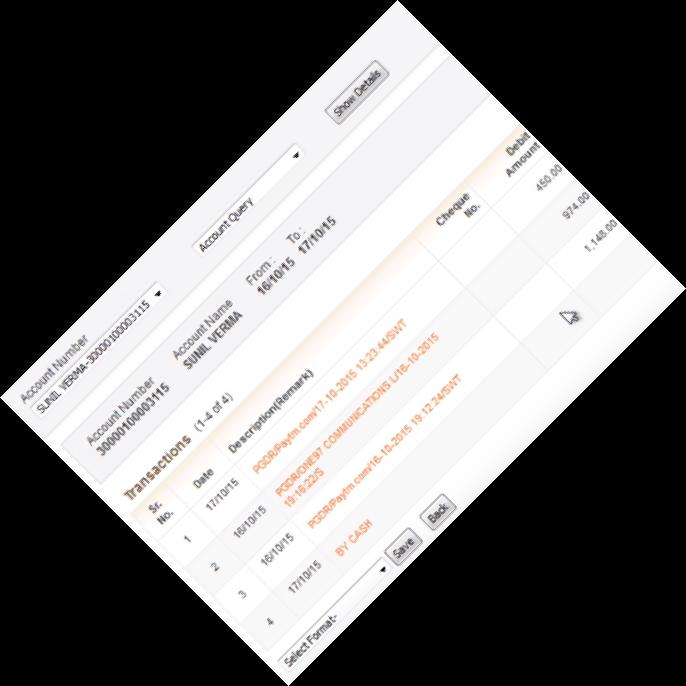 Account Number
SUNIL VERMA-30000100003115
Account Query
Show Details
Account Number Account Name From : To :
30000100003115 SUNIL VERMA 16/10/15 17/10/15
Transactions (1-4 of 4)
Sr. No. Date Description(Remark) Cheque No. Debit Amount
1 17/10/15 PGDR/Paytm.com/17-10-2015 13:23:44/SWT 450.00
2 16/10/15 PGDR/ONE97 COMMUNICATIONS L/16-10-2015 974.00
19:16:22/S
3 16/10/15 PGDR/Paytm.com/16-10-2015 19:12:24/SWT 1,148.00
4 17/10/15 BY CASH
Select Format-
Save
Back